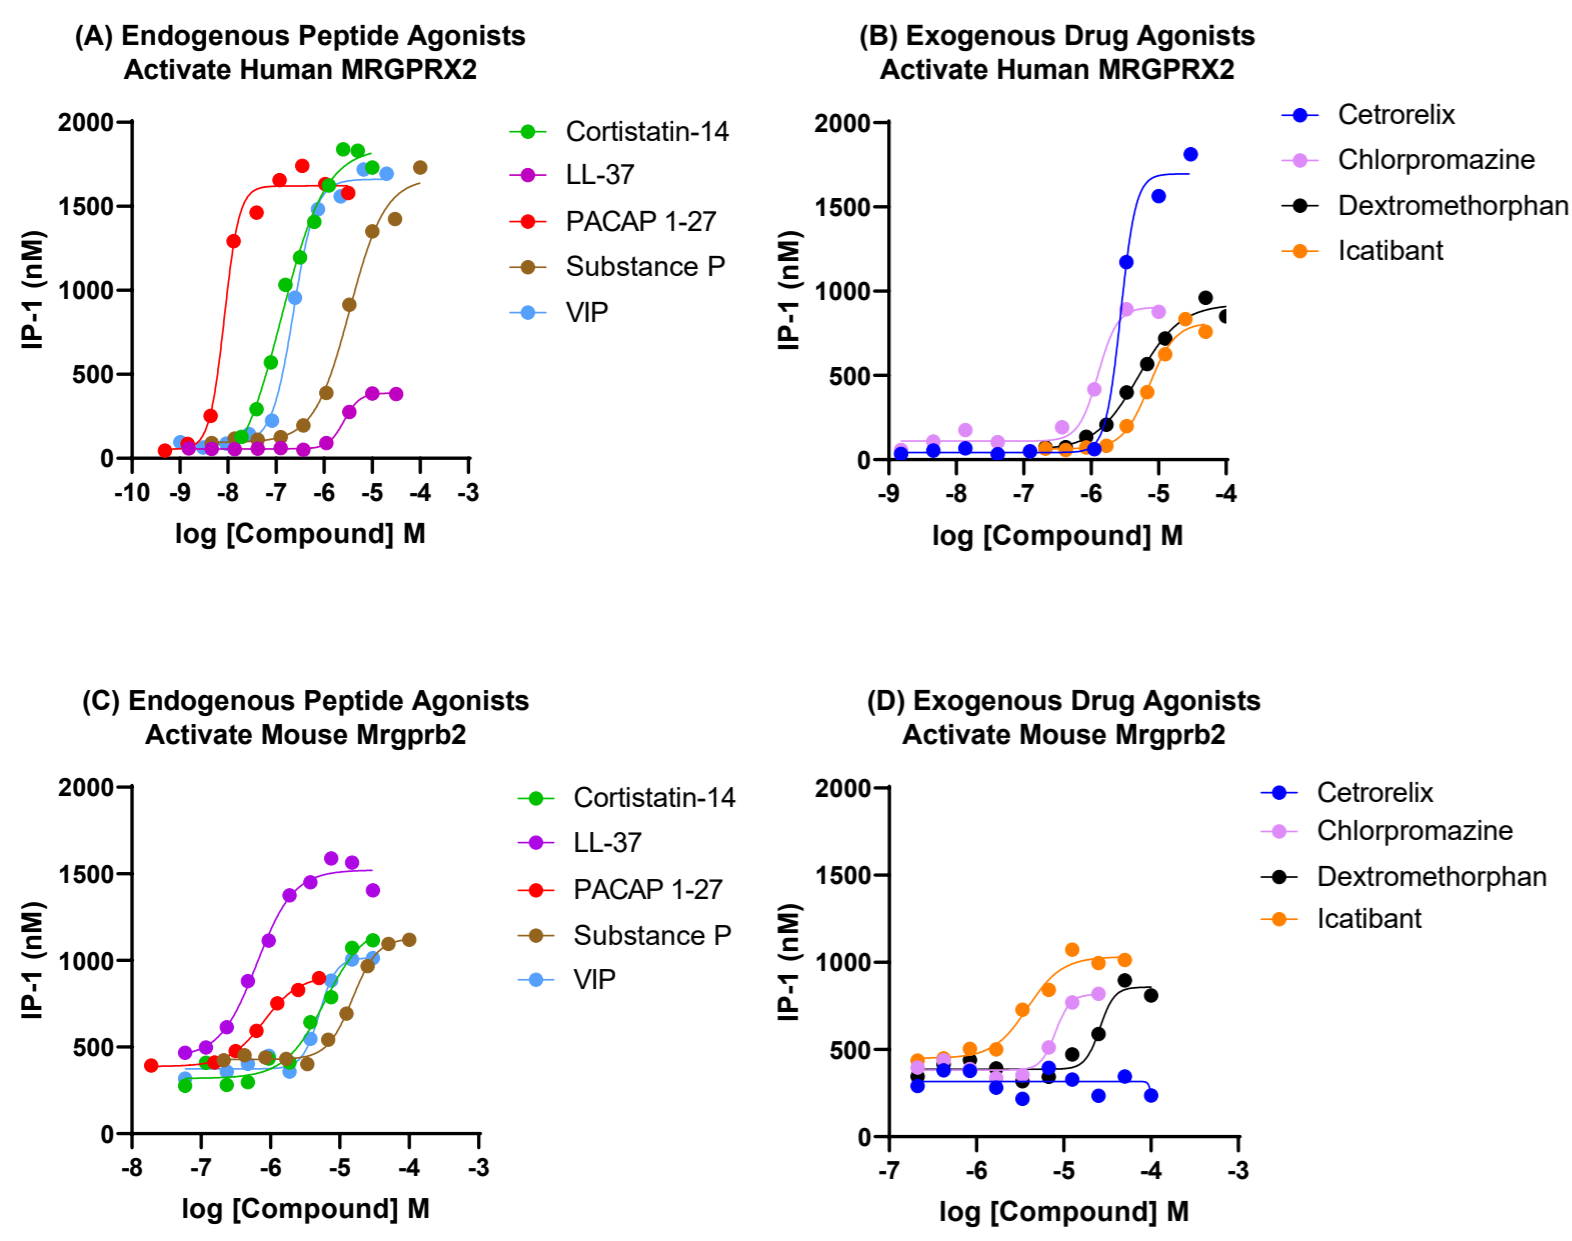 (A) Endogenous Peptide Agonists
Activate Human MRGPRX2
2000
1500
1000
500
0
IP-1 (nM)
-10 -9 -8 -7 -6 -5 -4 -3
log [Compound] M
Cortistatin-14
LL-37
PACAP 1-27
Substance P
VIP
(B) Exogenous Drug Agonists
Activate Human MRGPRX2
2000
1500
1000
500
0
IP-1 (nM)
-9 -8 -7 -6 -5 -4
log [Compound] M
Cetrorelix
Chlorpromazine
Dextromethorphan
Icatibant
(C) Endogenous Peptide Agonists
Activate Mouse Mrgprb2
2000
1500
1000
500
0
IP-1 (nM)
-8 -7 -6 -5 -4 -3
log [Compound] M
Cortistatin-14
LL-37
PACAP 1-27
Substance P
VIP
(D) Exogenous Drug Agonists
Activate Mouse Mrgprb2
2000
1500
1000
500
0
IP-1 (nM)
-7 -6 -5 -4 -3
log [Compound] M
Cetrorelix
Chlorpromazine
Dextromethorphan
Icatibant